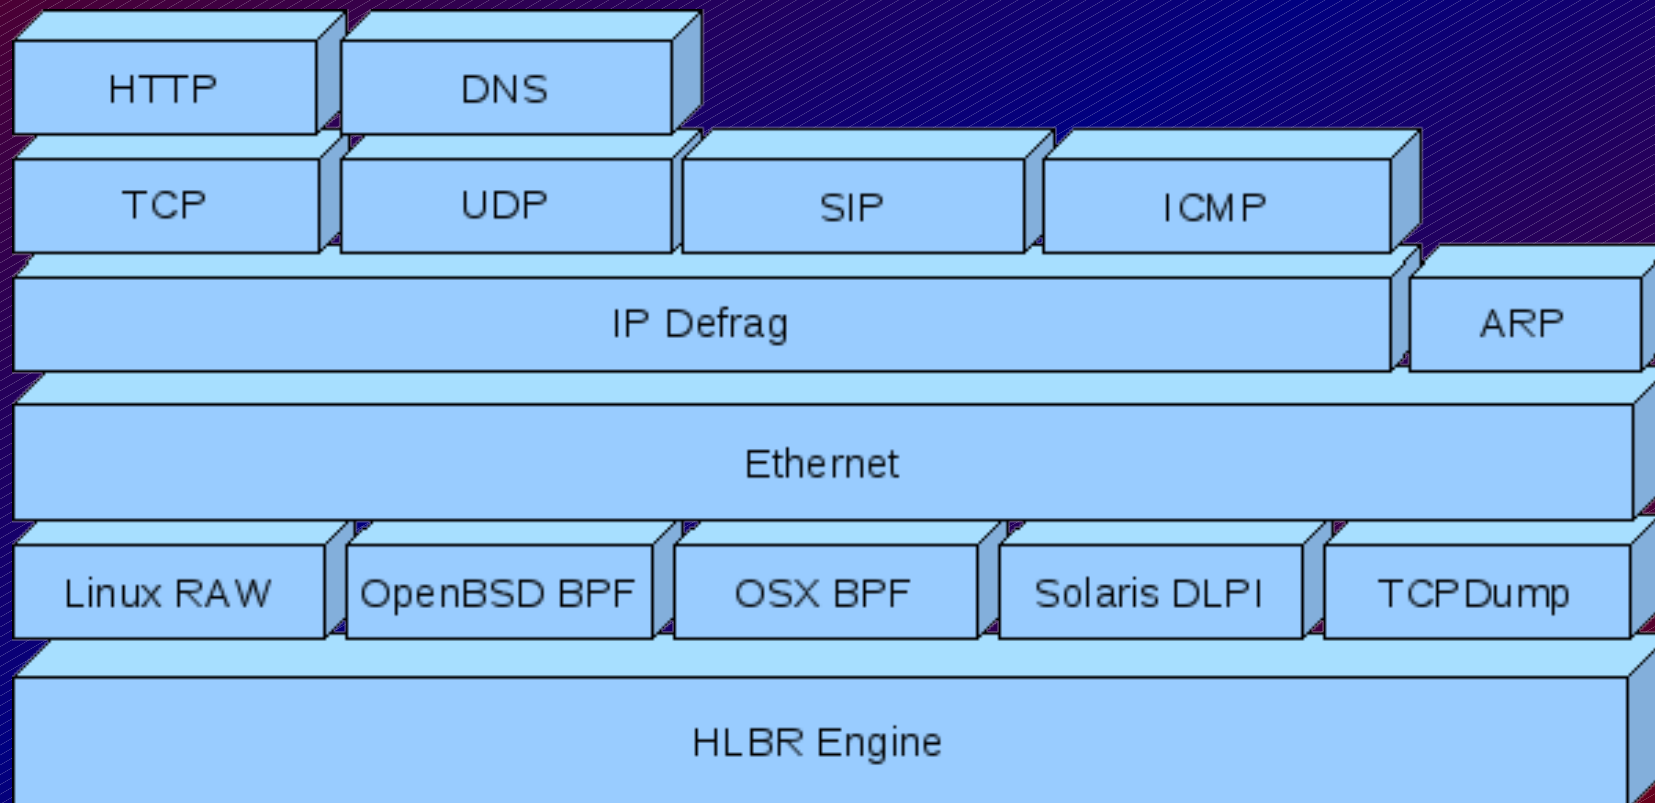 HTTP
DNS
TCP
UDP
SIP
ICMP
IP Defrag
ARP
Ethernet
Linux RAW
OpenBSD BPF
OSX BPF
Solaris DLPI
TCPDump
HLBR Engine